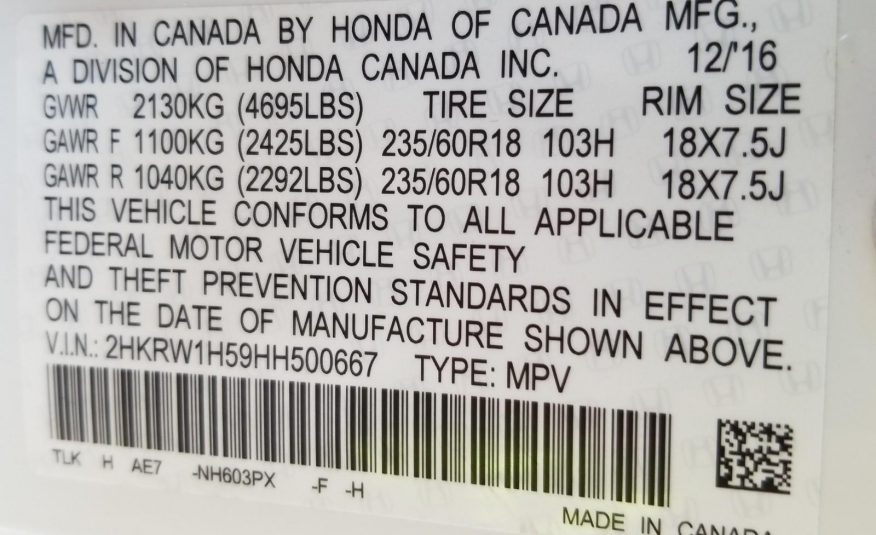 MFD. IN CANADA BY HONDA OF CANADA MFG.,
A DIVISION OF HONDA CANADA INC. 12/'16
GVWR 2130KG (4695LBS) TIRE SIZE RIM SIZE
GAWR F 1100KG (2425LBS) 235/60R18 103H 18X7.5J
GAWR R 1040KG (2292LBS) 235/60R18 103H 18X7.5J
THIS VEHICLE CONFORMS TO ALL APPLICABLE
FEDERAL MOTOR VEHICLE SAFETY
AND THEFT PREVENTION STANDARDS IN EFFECT
ON THE DATE OF MANUFACTURE SHOWN ABOVE.
V.I.N.: 2HKRW1H59HH500667 TYPE: MPV
TLK H AE7 -NH603PX -F -H
MADE IN CANADA